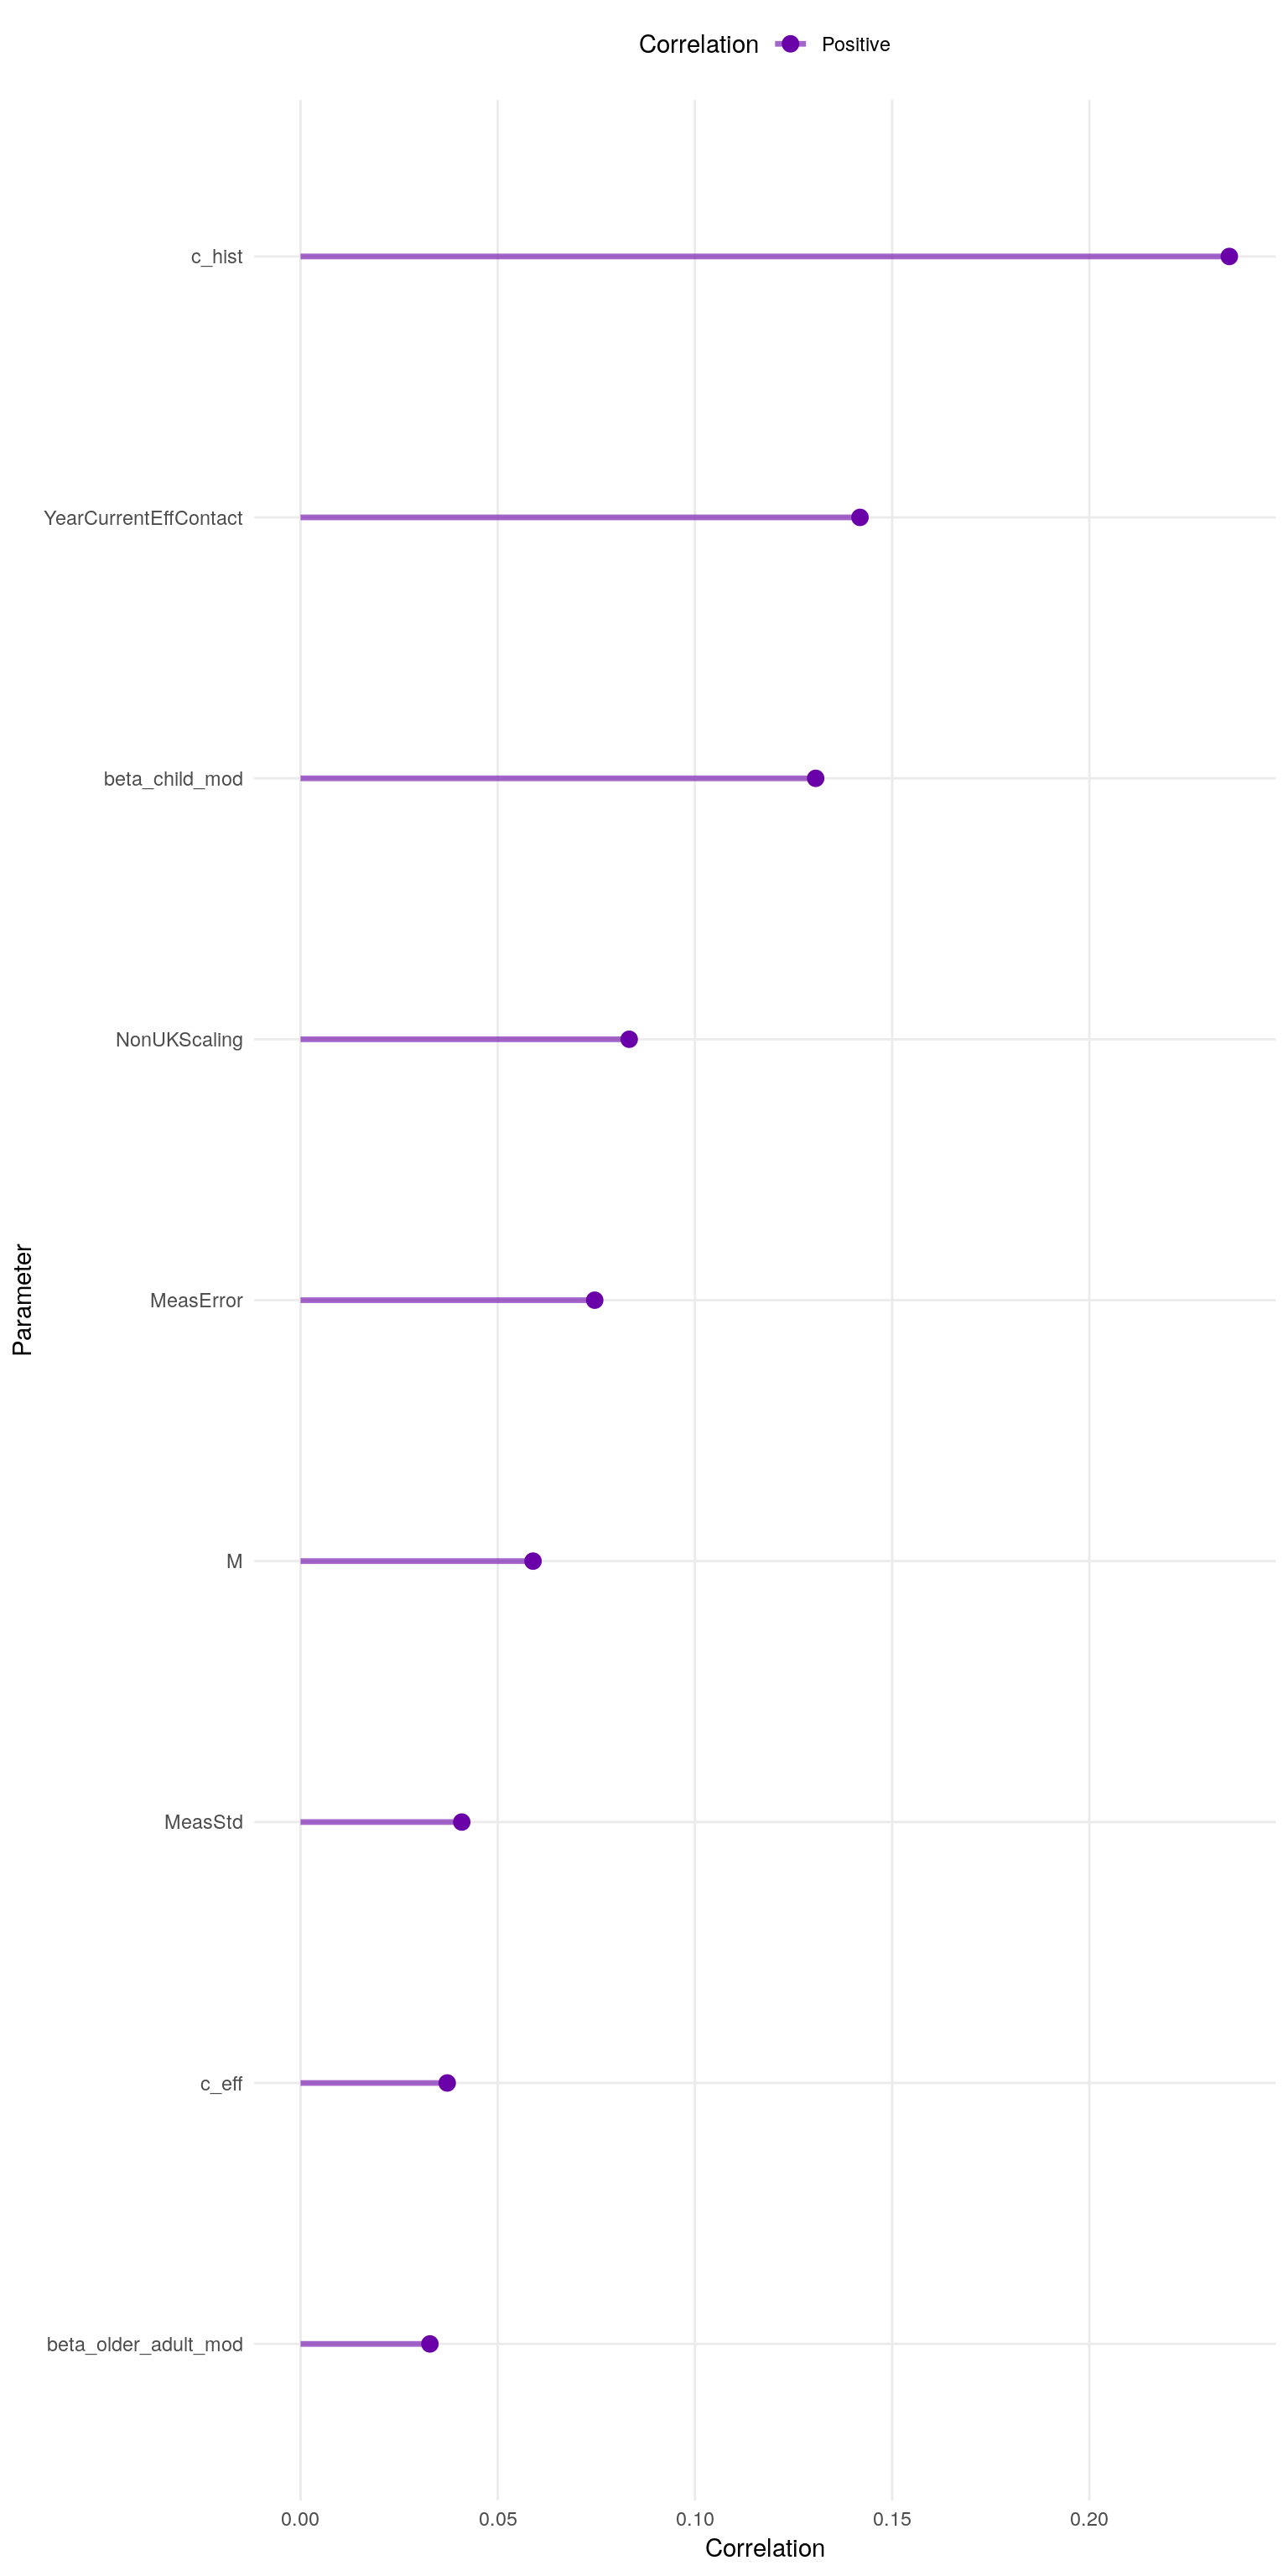 Correlation Positive
c_hist
YearCurrentEffContact
beta_child_mod
NonUKScaling
MeasError
Parameter
M
MeasStd
c_eff
beta_older_adult_mod
0.00 0.05 0.10 0.15 0.20
Correlation